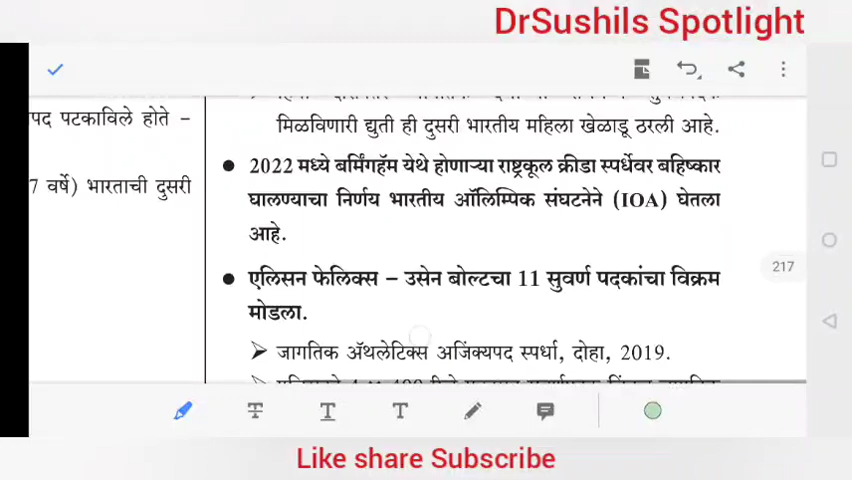 DrSushils Spotlight
पद पटकाविले होते –
7 वर्षे) भारताची दुसरी
मिळविणारी द्युती ही दुसरी भारतीय महिला खेळाडू ठरली आहे.
● 2022 मध्ये बर्मिंगहॅम येथे होणाऱ्या राष्ट्रकूल क्रीडा स्पर्धेवर बहिष्कार
घालण्याचा निर्णय भारतीय ऑलिम्पिक संघटनेने (IOA) घेतला
आहे.
217
● एलिसन फेलिक्स – उसेन बोल्टचा 11 सुवर्ण पदकांचा विक्रम
मोडला.
➢ जागतिक ॲथलेटिक्स अजिंक्यपद स्पर्धा, दोहा, 2019.
T T T
Like share Subscribe